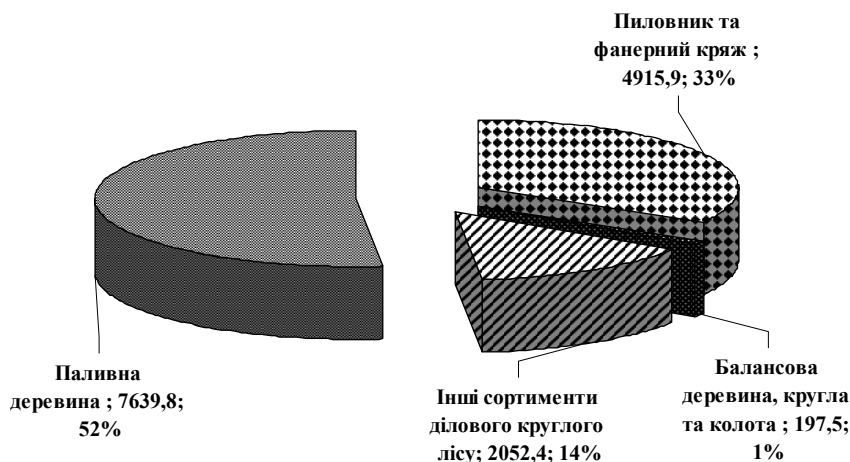 Пиловник та
фанерний кряж ;
4915,9; 33%
Паливна
деревина ; 7639,8;
52%
Інші сортименти
ділового круглого
лісу; 2052,4; 14%
Балансова
деревина, кругла
та колота ; 197,5;
1%